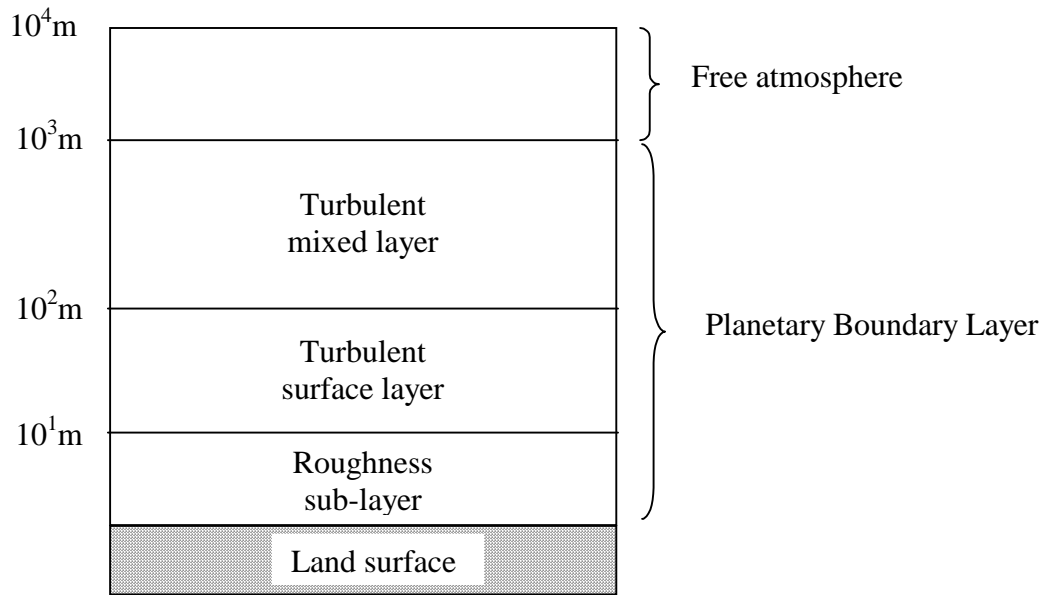 10⁴m
Free atmosphere
10³m
Turbulent
mixed layer
10²m
Planetary Boundary Layer
Turbulent
surface layer
10¹m
Roughness
sub-layer
Land surface